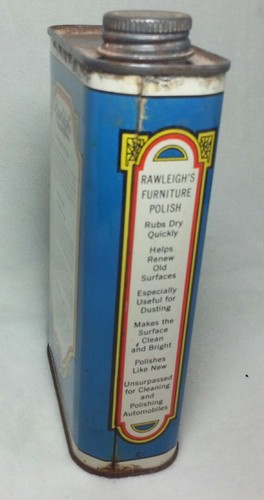 RAWLEIGH'S
FURNITURE
POLISH
Rubs Dry
Quickly
Helps
Renew
Old
Surfaces
Especially
Useful for
Dusting
Makes the
Surface
Clean
and Bright
Polishes
Like New
Unsurpassed
for Cleaning
and
Polishing
Automobiles